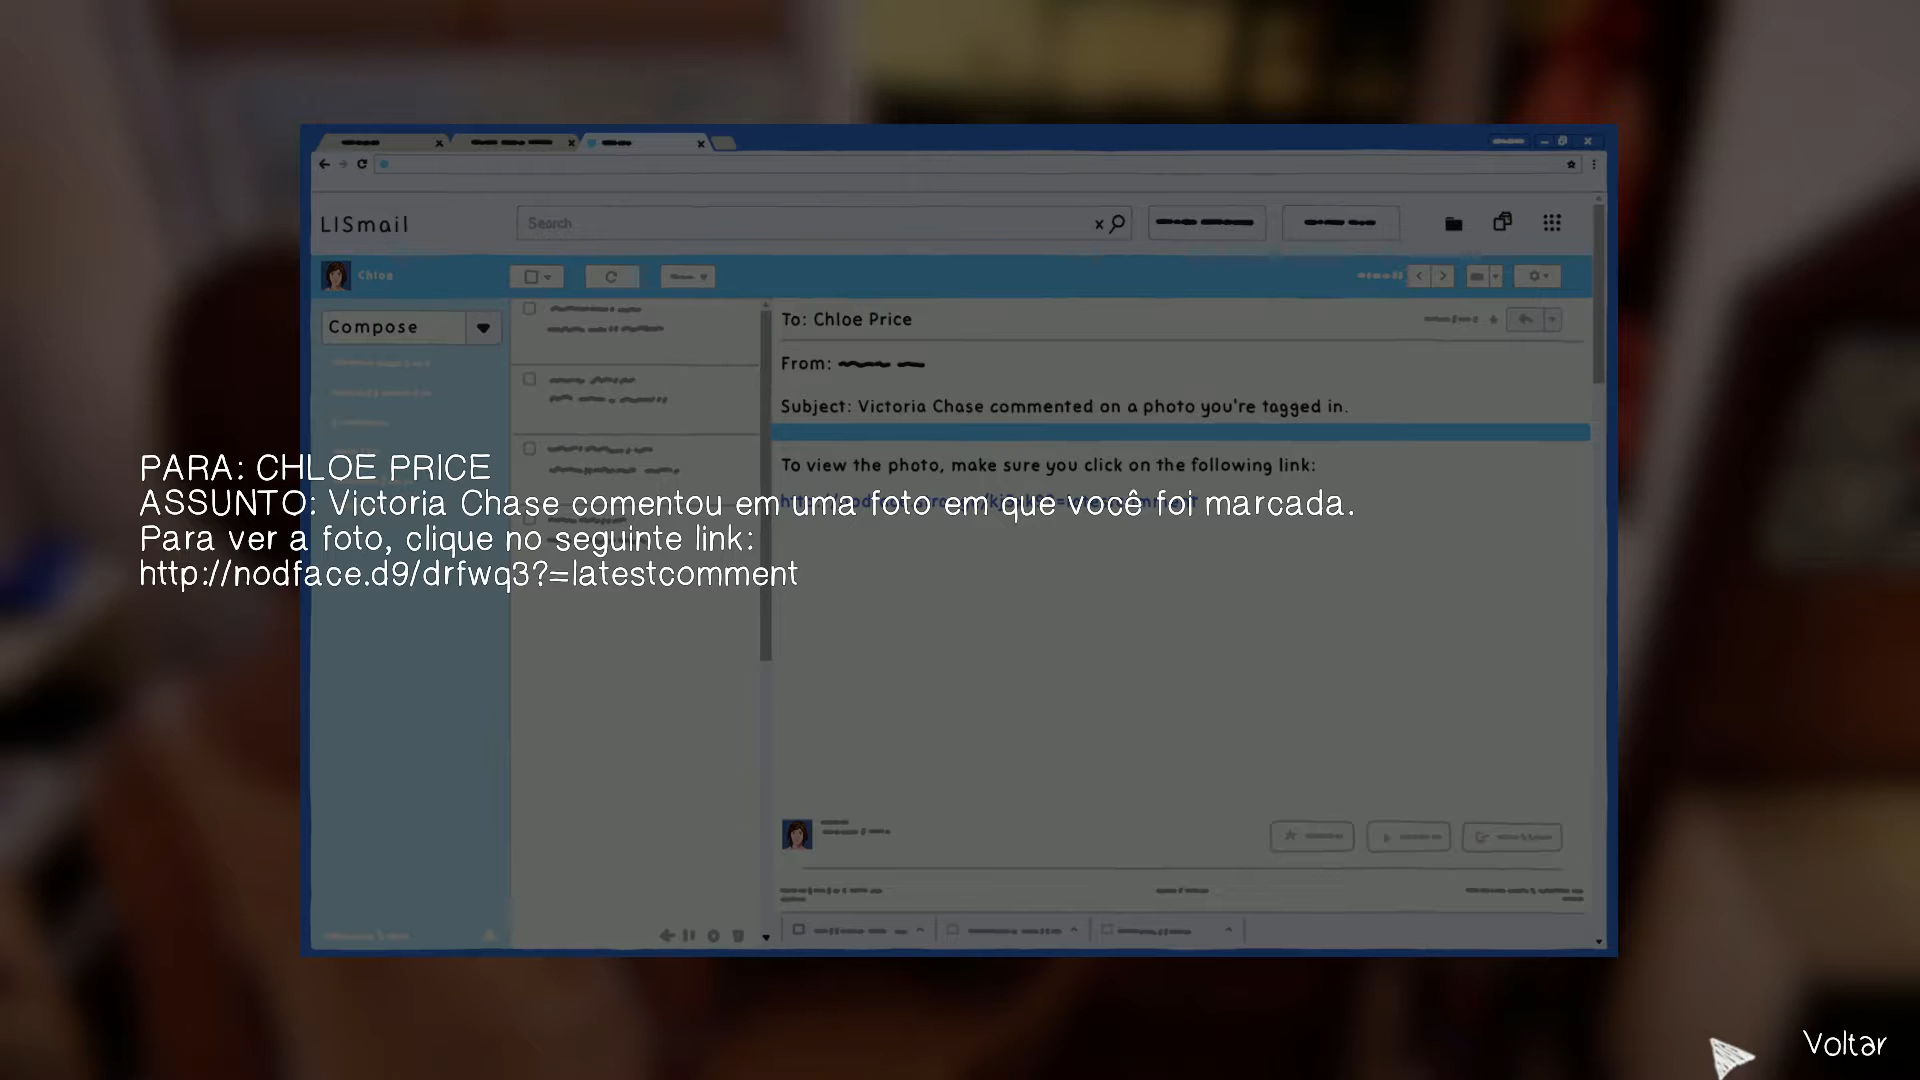 LISmail
Search
Chloe
Compose
To: Chloe Price
From:
Subject: Victoria Chase commented on a photo you're tagged in.
To view the photo, make sure you click on the following link:
PARA: CHLOE PRICE
ASSUNTO: Victoria Chase comentou em uma foto em que você foi marcada.
Para ver a foto, clique no seguinte link:
http://nodface.d9/drfwq3?=latestcomment
Voltar